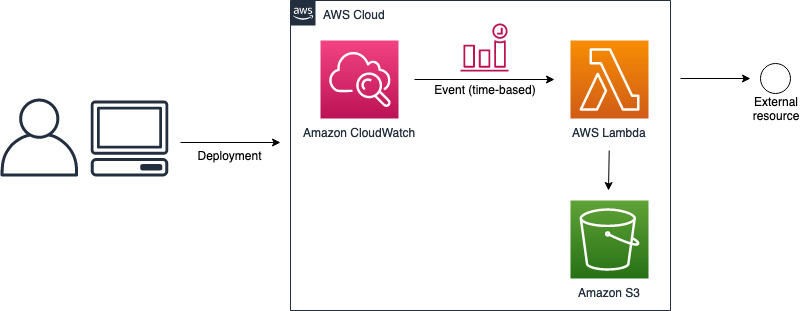 aws
AWS Cloud
Event (time-based)
Amazon CloudWatch
AWS Lambda
External
resource
Deployment
Amazon S3